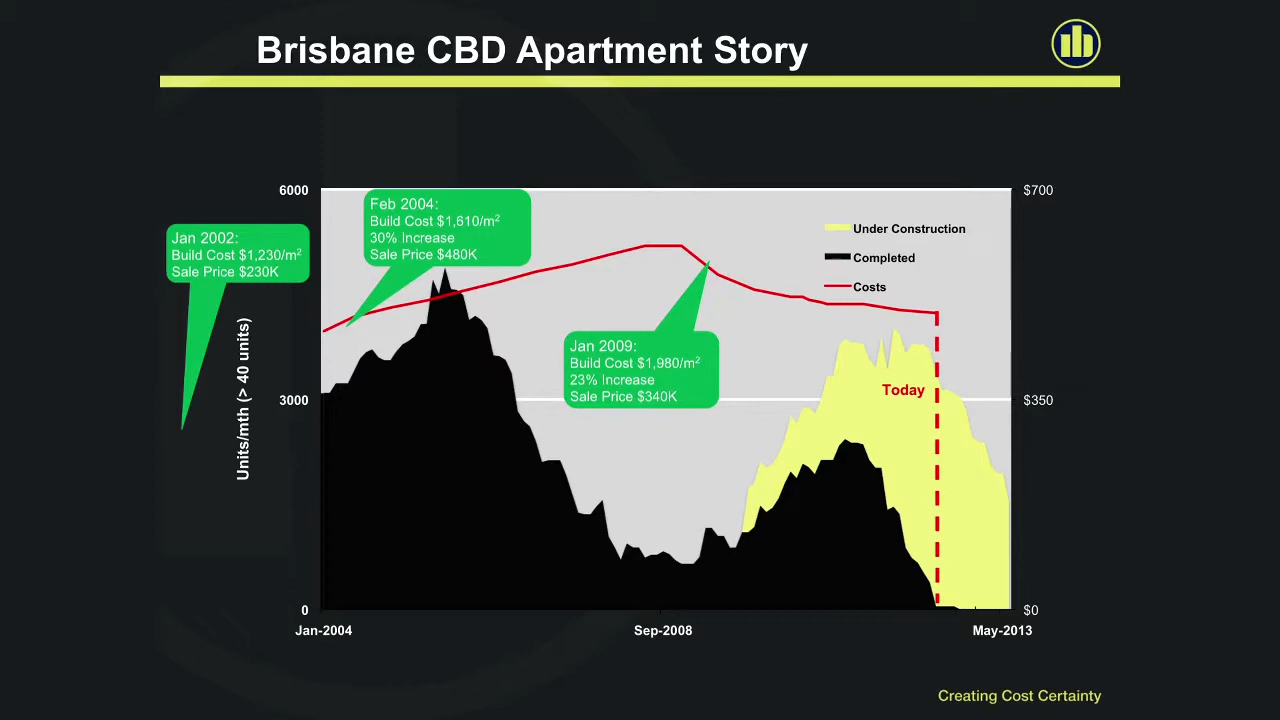 Brisbane CBD Apartment Story
6000
$700
Feb 2004:
Build Cost $1,610/m²
30% Increase
Sale Price $480K
Jan 2002:
Build Cost $1,230/m²
Sale Price $230K
Under Construction
Completed
Costs
Units/mth (> 40 units)
Jan 2009:
Build Cost $1,980/m²
23% Increase
Sale Price $340K
Today
3000
$350
0
$0
Jan-2004
Sep-2008
May-2013
Creating Cost Certainty